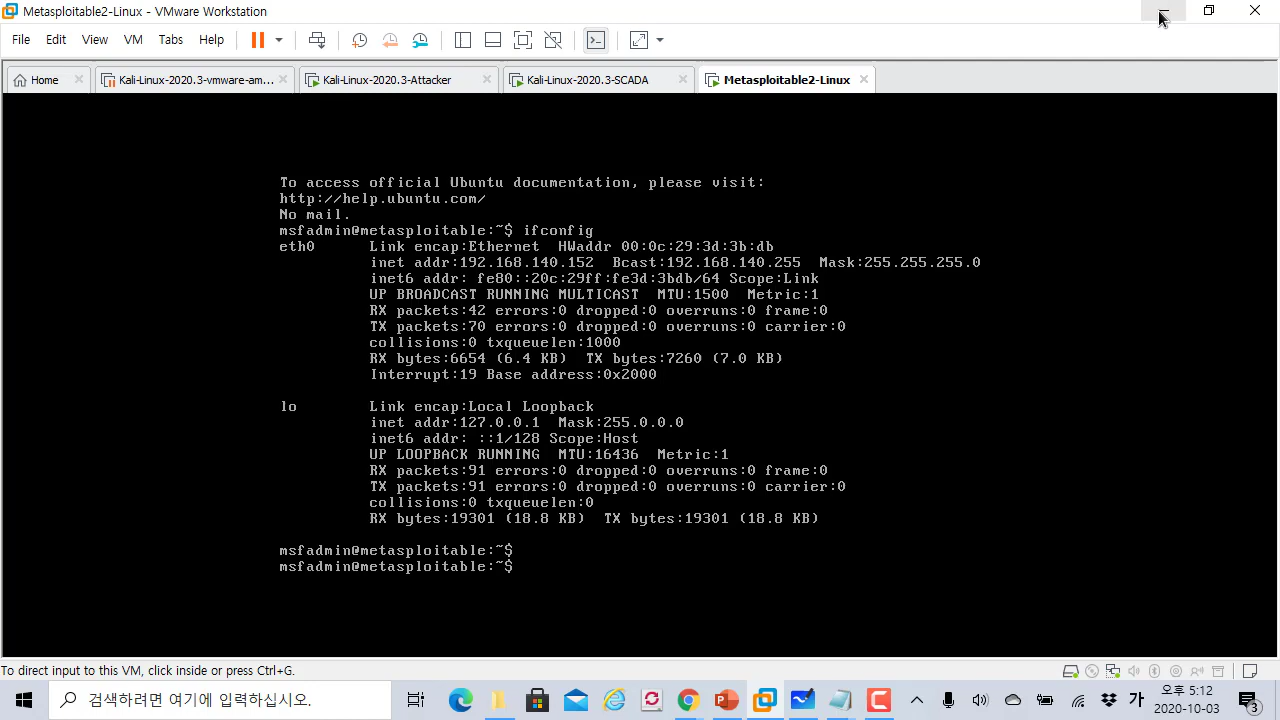 Metasploitable2-Linux - VMware Workstation
File Edit View VM Tabs Help
Home Kali-Linux-2020.3-vmware-am... Kali-Linux-2020.3-Attacker Kali-Linux-2020.3-SCADA Metasploitable2-Linux
To access official Ubuntu documentation, please visit:
http://help.ubuntu.com/
No mail.
msfadmin@metasploitable:~$ ifconfig
eth0 Link encap:Ethernet HWaddr 00:0c:29:3d:3b:db
inet addr:192.168.140.152 Bcast:192.168.140.255 Mask:255.255.255.0
inet6 addr: fe80::20c:29ff:fe3d:3bdb/64 Scope:Link
UP BROADCAST RUNNING MULTICAST MTU:1500 Metric:1
RX packets:42 errors:0 dropped:0 overruns:0 frame:0
TX packets:70 errors:0 dropped:0 overruns:0 carrier:0
collisions:0 txqueuelen:1000
RX bytes:6654 (6.4 KB) TX bytes:7260 (7.0 KB)
Interrupt:19 Base address:0x2000
lo Link encap:Local Loopback
inet addr:127.0.0.1 Mask:255.0.0.0
inet6 addr: ::1/128 Scope:Host
UP LOOPBACK RUNNING MTU:16436 Metric:1
RX packets:91 errors:0 dropped:0 overruns:0 frame:0
TX packets:91 errors:0 dropped:0 overruns:0 carrier:0
collisions:0 txqueuelen:0
RX bytes:19301 (18.8 KB) TX bytes:19301 (18.8 KB)
msfadmin@metasploitable:~$
msfadmin@metasploitable:~$
To direct input to this VM, click inside or press Ctrl+G.
검색하려면 여기에 입력하십시오.
가
오후 5:12
2020-10-03
3